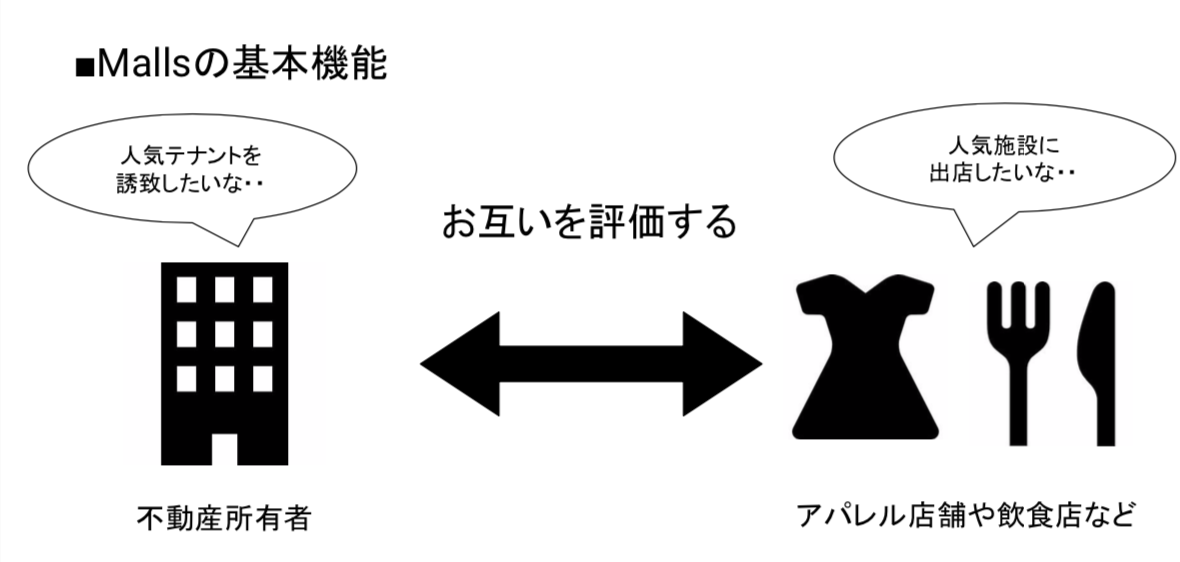 ■Mallsの基本機能
人気テナントを
誘致したいな・・
人気施設に
出店したいな・・
お互いを評価する
不動産所有者
アパレル店舗や飲食店など